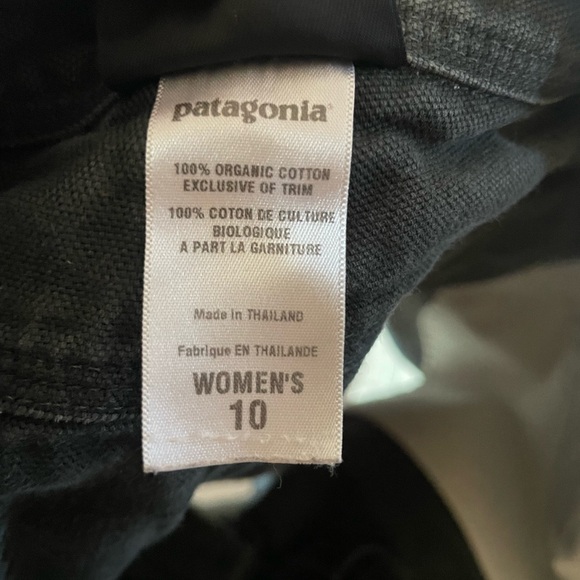 patagonia®
100% ORGANIC COTTON
EXCLUSIVE OF TRIM
100% COTON DE CULTURE
BIOLOGIQUE
A PART LA GARNITURE
Made in THAILAND
Fabrique EN THAILANDE
WOMEN'S
10